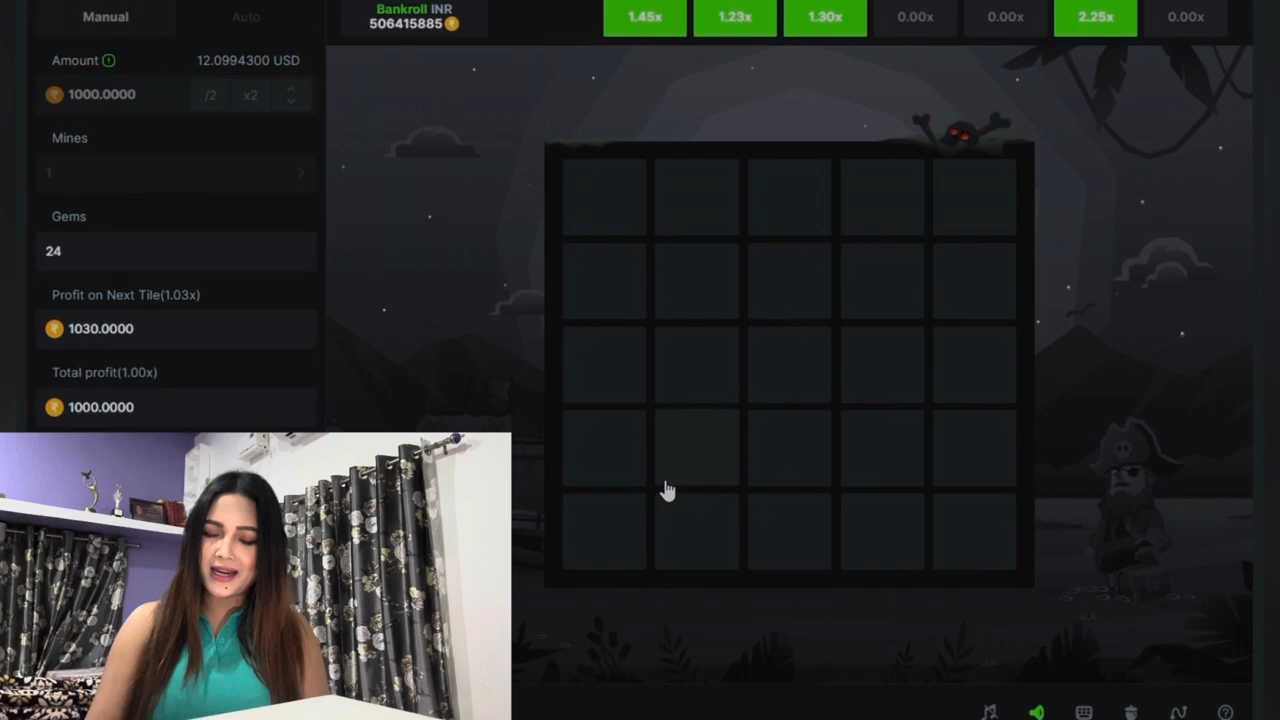 Manual
Auto
Bankroll INR
506415885
1.45x
1.23x
1.30x
0.00x
0.00x
2.25x
0.00x
Amount
12.0994300 USD
1000.0000
/2
x2
Mines
1
Gems
24
Profit on Next Tile(1.03x)
1030.0000
Total profit(1.00x)
1000.0000